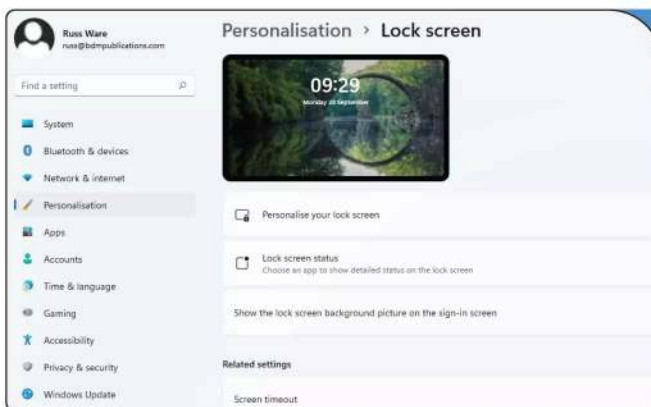 Russ Ware
russ@bdmpublications.com
Find a setting
System
Bluetooth & devices
Network & internet
Personalisation
Apps
Accounts
Time & language
Gaming
Accessibility
Privacy & security
Windows Update
Personalisation > Lock screen
09:29
Monday 20 September
Personalise your lock screen
Lock screen status
Choose an app to show detailed status on the lock screen
Show the lock screen background picture on the sign-in screen
Related settings
Screen timeout